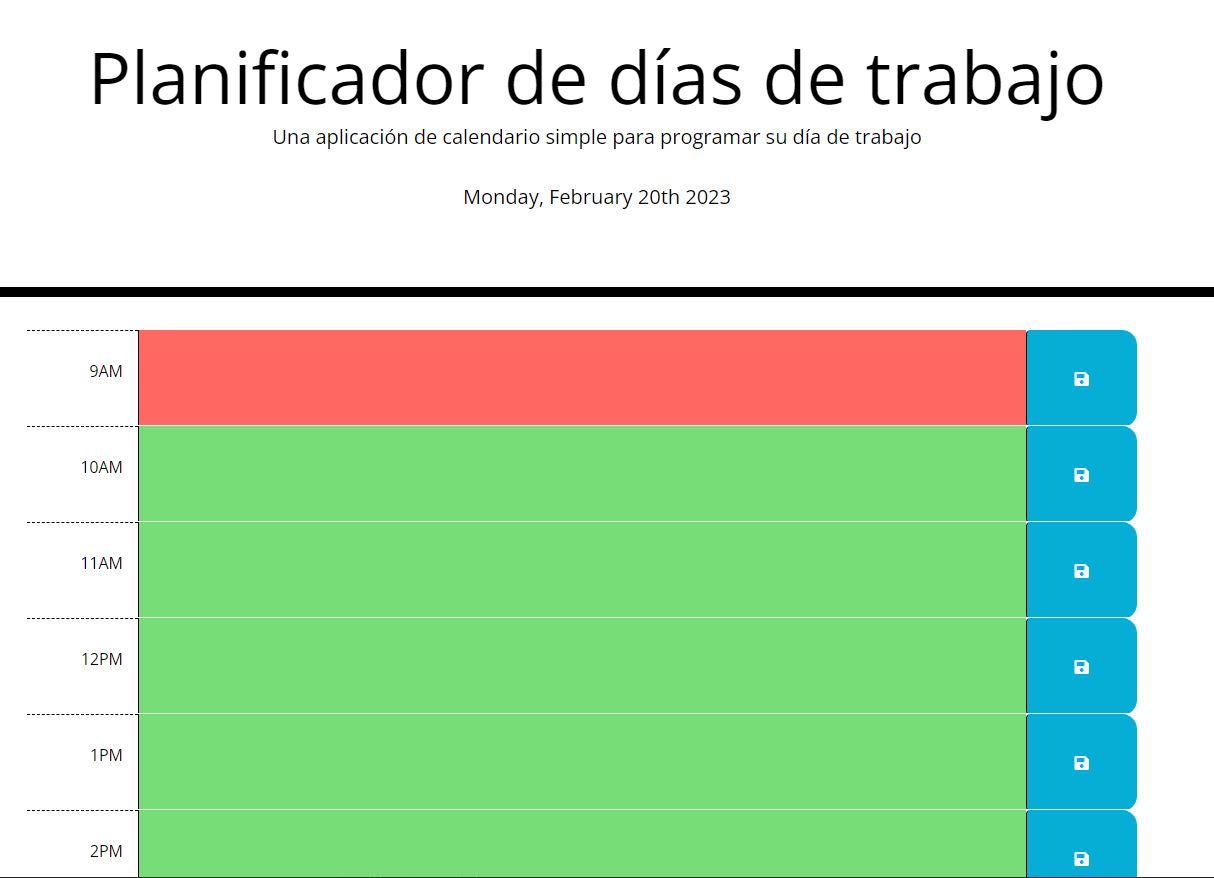 Planificador de días de trabajo
Una aplicación de calendario simple para programar su día de trabajo
Monday, February 20th 2023
9AM
10AM
11AM
12PM
1PM
2PM